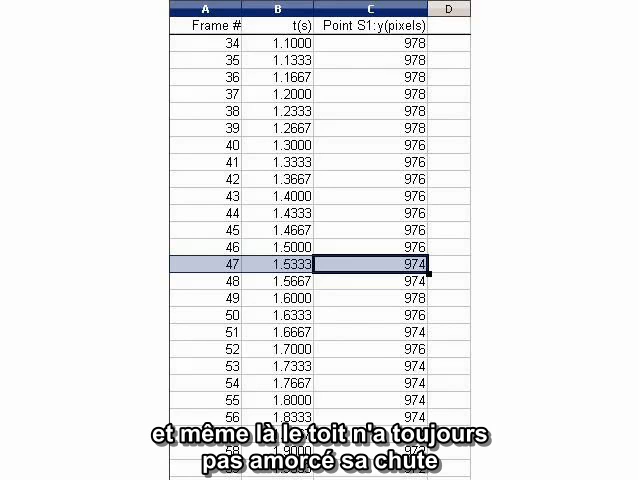 A B C D
Frame # t(s) Point S1:y(pixels)
34 1.1000 978
35 1.1333 978
36 1.1667 978
37 1.2000 978
38 1.2333 978
39 1.2667 978
40 1.3000 976
41 1.3333 976
42 1.3667 976
43 1.4000 976
44 1.4333 976
45 1.4667 976
46 1.5000 976
47 1.5333 974
48 1.5667 974
49 1.6000 978
50 1.6333 976
51 1.6667 974
52 1.7000 976
53 1.7334 974
54 1.7667 974
55 1.8000 974
56 1.8333 974
et même là le toit n'a toujours
pas amorcé sa chute